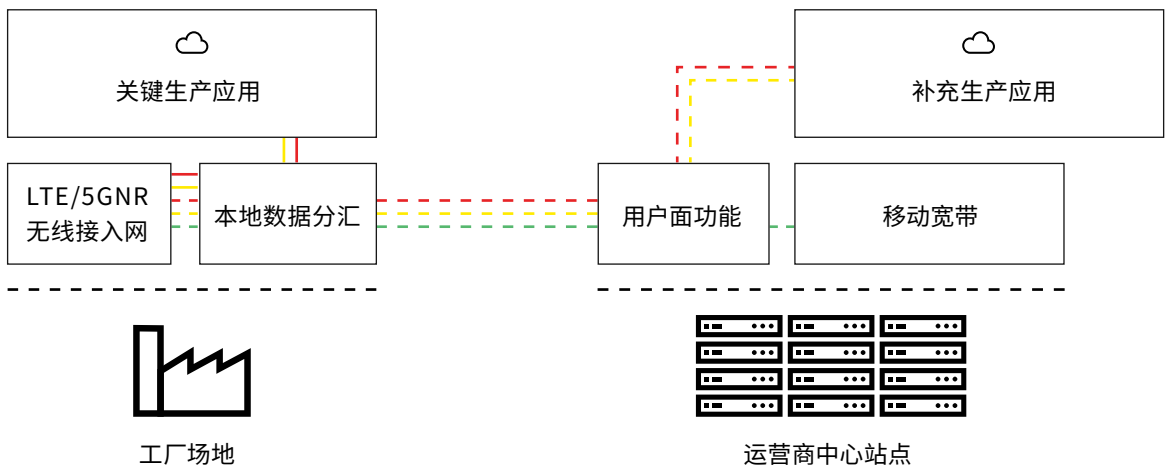 关键生产应用
补充生产应用
LTE/5GNR
无线接入网
本地数据分汇
用户面功能
移动宽带
工厂场地
运营商中心站点